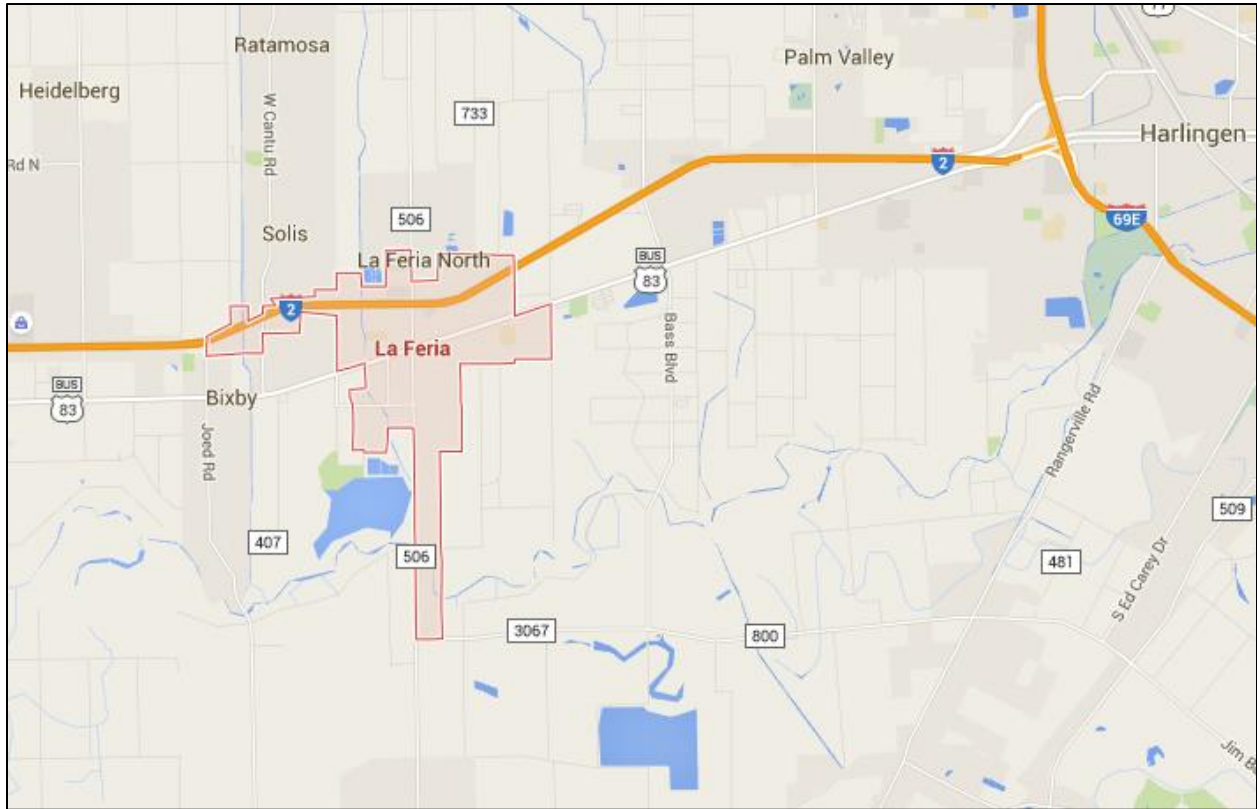 77
Ratamosa
Palm Valley
Heidelberg
733
W Cantu Rd
Harlingen
Rd N
2
506
69E
Solis
La Feria North
BUS
83
2
La Feria
Bass Blvd
BUS
83
Bixby
Joed Rd
Rangerville Rd
509
407
506
481
S Ed Carey Dr
3067
800
Jim B